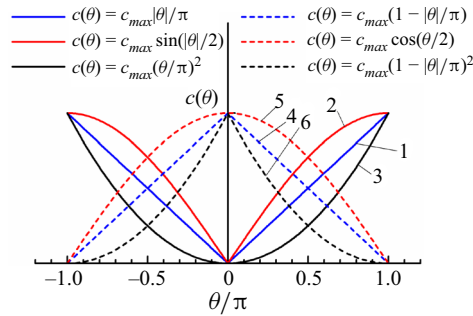 c(θ) = c_max|θ|/π c(θ) = c_max(1 − |θ|/π)
c(θ) = c_max sin(|θ|/2) c(θ) = c_max cos(θ/2)
c(θ) = c_max(θ/π)² c(θ) = c_max(1 − |θ|/π)²
c(θ) 5 4 6 2
1
3
−1.0 −0.5 0 0.5 1.0
θ/π